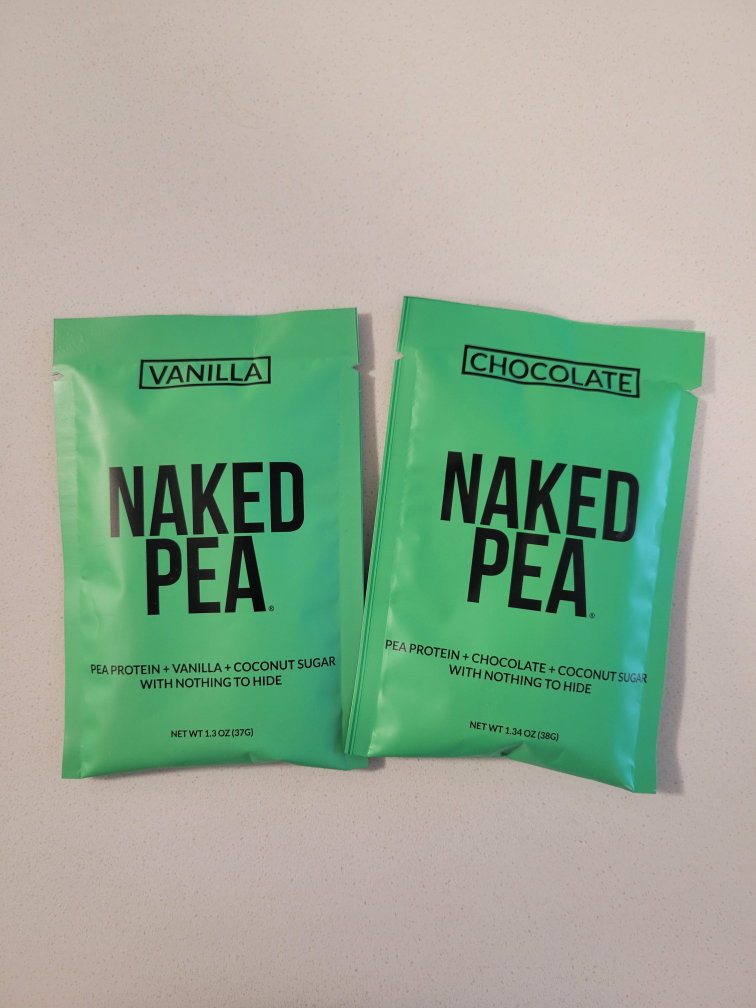 VANILLA
NAKED
PEA®
PEA PROTEIN + VANILLA + COCONUT SUGAR
WITH NOTHING TO HIDE
NET WT 1.3 OZ (37G)
CHOCOLATE
NAKED
PEA®
PEA PROTEIN + CHOCOLATE + COCONUT SUGAR
WITH NOTHING TO HIDE
NET WT 1.34 OZ (38G)